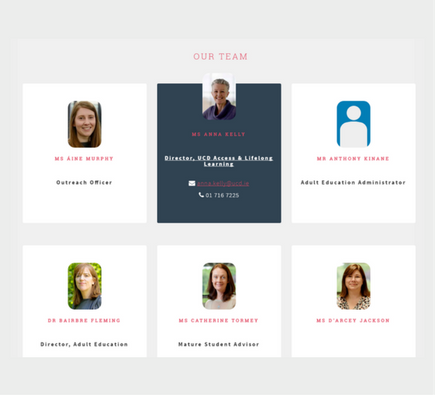 OUR TEAM
MS AINE MURPHY
Outreach Officer
MS ANNA KELLY
Director, UCD Access & Lifelong
Learning
anna.kelly@ucd.ie
01 716 7225
MR ANTHONY KINANE
Adult Education Administrator
DR BAIRBRE FLEMING
Director, Adult Education
MS CATHERINE TORMEY
Mature Student Advisor
MS D'ARCEY JACKSON